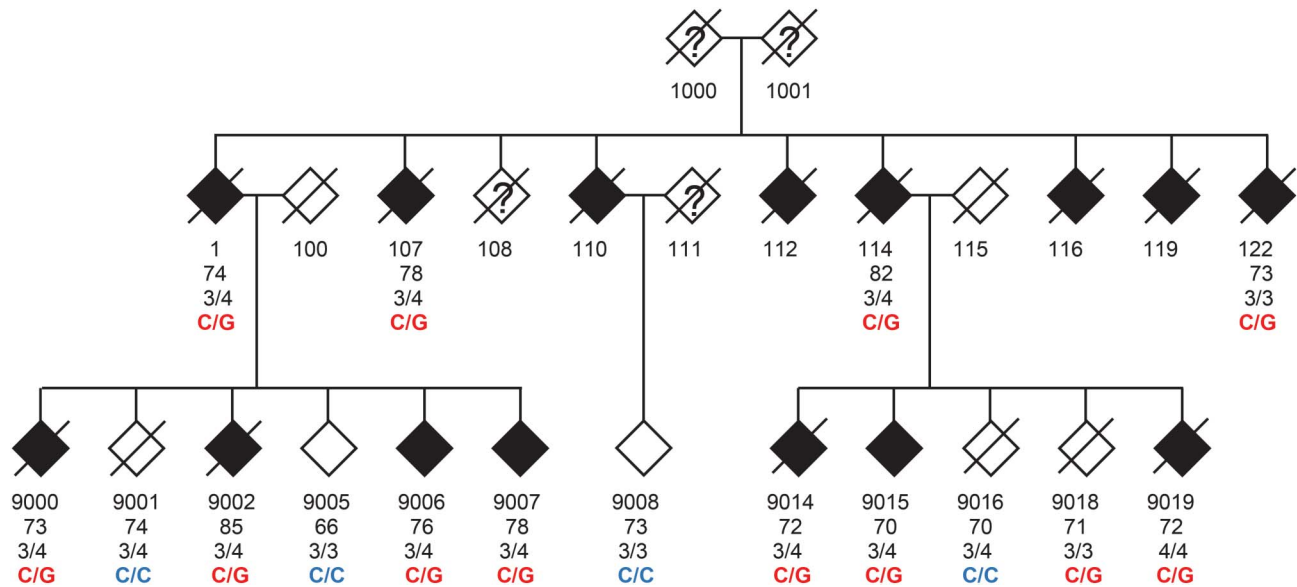 ? ?
1000 1001
? ?
1 100 107 108 110 111 112 114 115 116 119 122
74 78 82 73
3/4 3/4 3/4 3/3
C/G C/G C/G C/G
9000 9001 9002 9005 9006 9007 9008 9014 9015 9016 9018 9019
73 74 85 66 76 78 73 72 70 70 71 72
3/4 3/4 3/4 3/3 3/4 3/4 3/3 3/4 3/4 3/4 3/3 4/4
C/G C/C C/G C/C C/G C/G C/C C/G C/G C/C C/G C/G